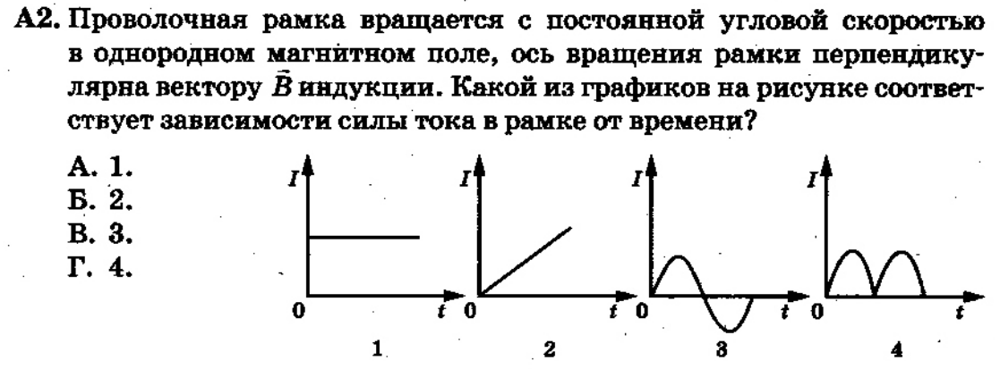 А2. Проволочная рамка вращается с постоянной угловой скоростью
в однородном магнитном поле, ось вращения рамки перпендику-
лярна вектору B⃗ индукции. Какой из графиков на рисунке соответ-
ствует зависимости силы тока в рамке от времени?
А. 1.
Б. 2.
В. 3.
Г. 4.
I I I I
0 t 0 t 0 t 0 t
1 2 3 4